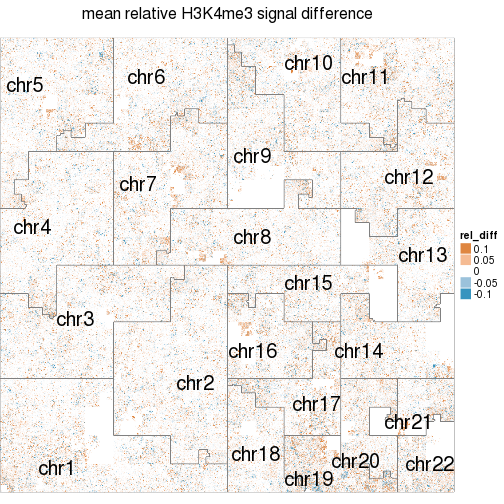 mean relative H3K4me3 signal difference
chr10
chr5
chr6
chr11
chr9
chr12
chr7
chr4
chr8
chr13
rel_diff
0.1
0.05
0
-0.05
-0.1
chr15
chr3
chr16
chr14
chr2
chr17
chr21
chr18
chr20
chr22
chr1
chr19